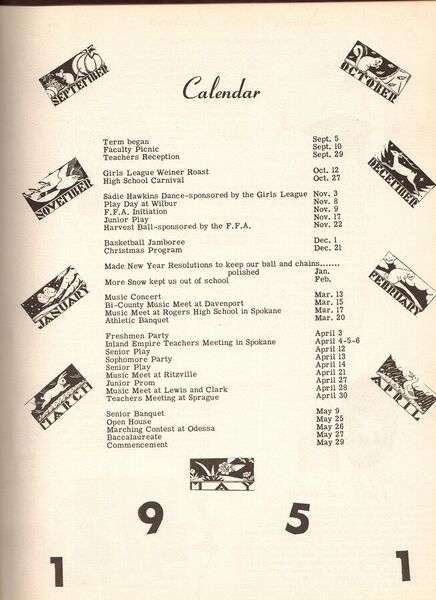 SEPTEMBER
OCTOBER
Calendar
Term began Sept. 5
Faculty Picnic Sept. 10
Teachers Reception Sept. 29
Girls League Weiner Roast Oct. 12
High School Carnival Oct. 27
NOVEMBER
DECEMBER
Sadie Hawkins Dance-sponsored by the Girls League Nov. 3
Play Day at Wilbur Nov. 8
F.F.A. Initiation Nov. 9
Junior Play Nov. 17
Harvest Ball-sponsored by the F.F.A. Nov. 22
Basketball Jamboree Dec. 1
Christmas Program Dec. 21
Made New Year Resolutions to keep our ball and chains.......
polished Jan.
More Snow kept us out of school Feb.
JANUARY
FEBRUARY
Music Concert Mar. 13
Bi-County Music Meet at Davenport Mar. 15
Music Meet at Rogers High School in Spokane Mar. 17
Athletic Banquet Mar. 20
Freshmen Party April 3
Inland Empire Teachers Meeting in Spokane April 4-5-6
Senior Play April 12
Sophomore Party April 13
Senior Play April 14
Music Meet at Ritzville April 21
Junior Prom April 27
Music Meet at Lewis and Clark April 28
Teachers Meeting at Sprague April 30
MARCH
APRIL
Senior Banquet May 9
Open House May 25
Marching Contest at Odessa May 26
Baccalaureate May 27
Commencement May 29
MAY
1 9 5 1